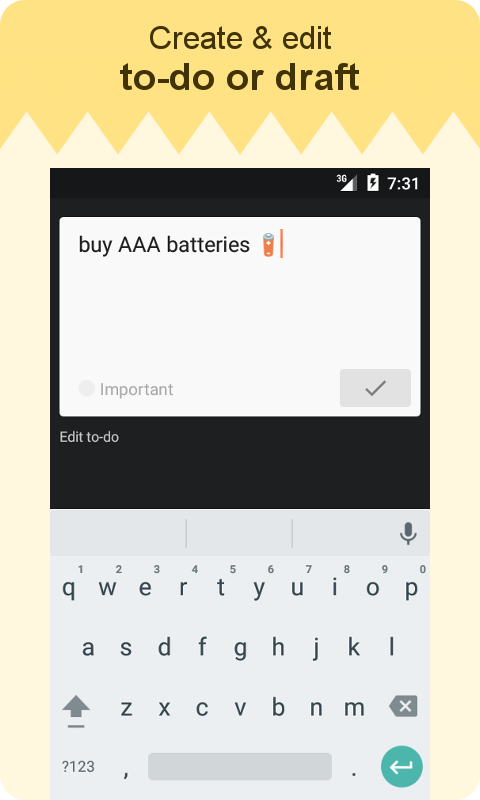 Create & edit
to-do or draft
3G 7:31
buy AAA batteries 🔋
Important
Edit to-do
1 2 3 4 5 6 7 8 9 0
q w e r t y u i o p
a s d f g h j k l
z x c v b n m
?123 , .